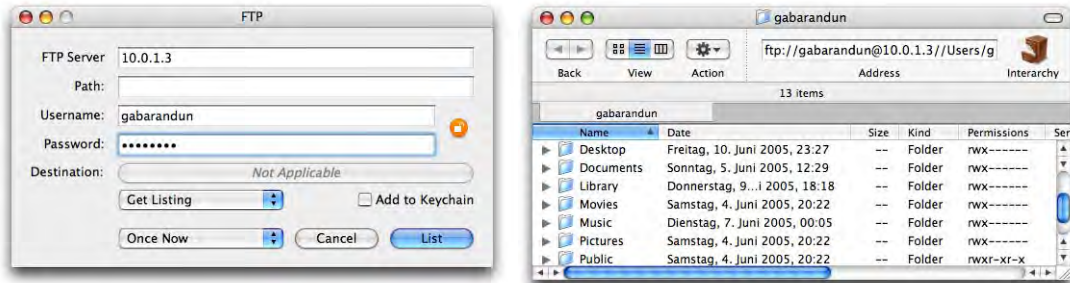 FTP
FTP Server 10.0.1.3
Path:
Username: gabarandun
Password: ••••••••
Destination: Not Applicable
Get Listing Add to Keychain
Once Now Cancel List
gabarandun
ftp://gabarandun@10.0.1.3//Users/g
Back View Action Address Interarchy
13 items
gabarandun
Name Date Size Kind Permissions Ser
Desktop Freitag, 10. Juni 2005, 23:27 -- Folder rwx------
Documents Sonntag, 5. Juni 2005, 12:29 -- Folder rwx------
Library Donnerstag, 9...i 2005, 18:18 -- Folder rwx------
Movies Samstag, 4. Juni 2005, 20:22 -- Folder rwx------
Music Dienstag, 7. Juni 2005, 00:05 -- Folder rwx------
Pictures Samstag, 4. Juni 2005, 20:22 -- Folder rwx------
Public Samstag, 4. Juni 2005, 20:22 -- Folder rwxr-xr-x